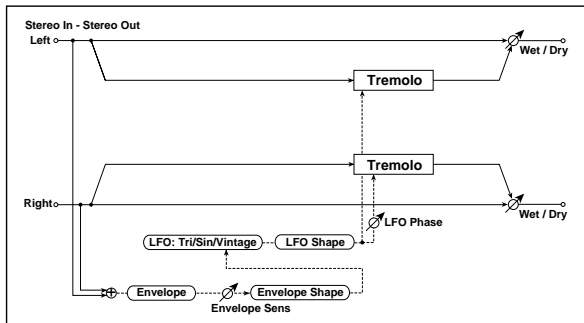 Stereo In - Stereo Out
Left
Wet / Dry
Tremolo
Tremolo
Right
Wet / Dry
LFO Phase
LFO: Tri/Sin/Vintage
LFO Shape
Envelope
Envelope Shape
Envelope Sens